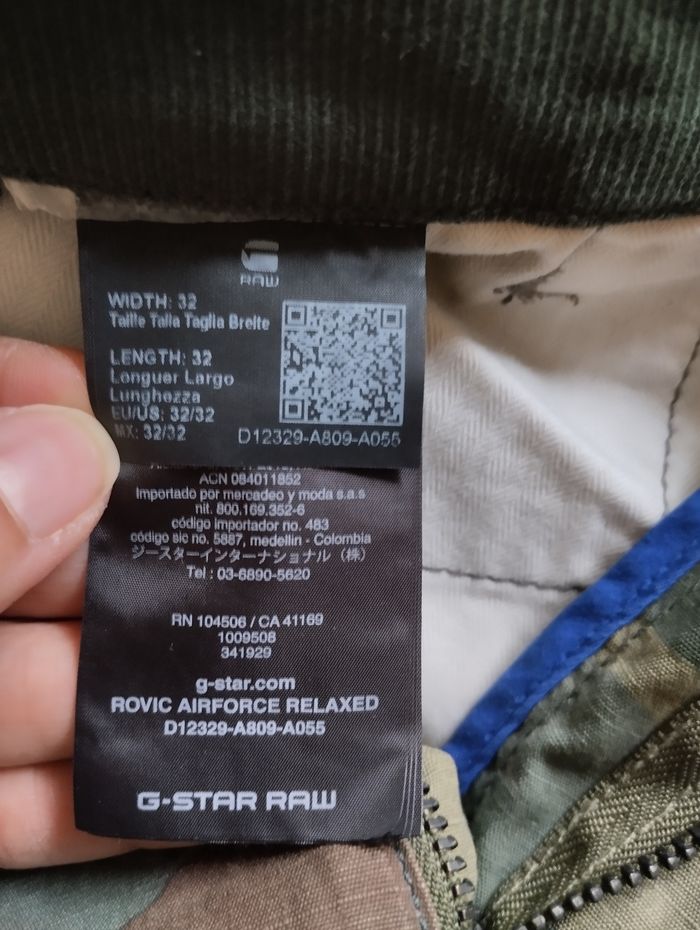 RAW
WIDTH: 32
Taille Talla Taglia Breite
LENGTH: 32
Longuer Largo
Lunghezza
EU/US: 32/32
MX: 32/32
D12329-A809-A055
ACN 084011852
Importado por mercadeo y moda s.a.s
nit. 800.169.352-6
código importador no. 483
código sic no. 5887, medellin - Colombia
ジースターインターナショナル（株）
Tel : 03-6890-5620
RN 104506 / CA 41169
1009508
341929
g-star.com
ROVIC AIRFORCE RELAXED
D12329-A809-A055
G-STAR RAW